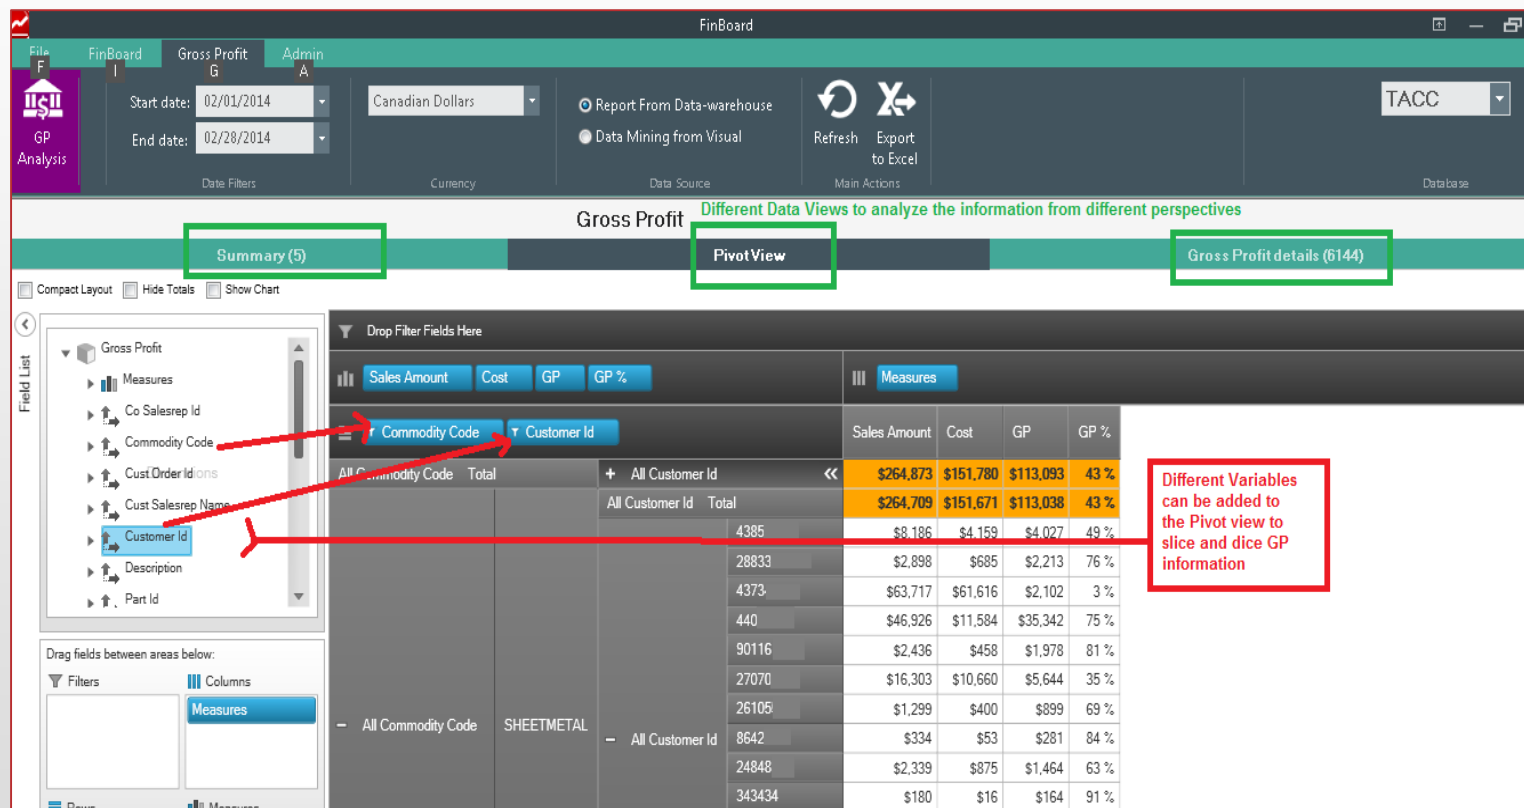 FinBoard
File FinBoard Gross Profit Admin
F I G A
GP
Analysis
Start date: 02/01/2014
End date: 02/28/2014
Date Filters
Canadian Dollars
Currency
Report From Data-warehouse
Data Mining from Visual
Data Source
Refresh
Export
to Excel
Main Actions
TACC
Database
Gross Profit
Different Data Views to analyze the information from different perspectives
Summary (5) PivotView Gross Profit details (6144)
Compact Layout Hide Totals Show Chart
Field List
Gross Profit
Measures
Co Salesrep Id
Commodity Code
Cust Order Id
Cust Salesrep Name
Customer Id
Description
Part Id
Drag fields between areas below:
Filters Columns
Measures
Rows Measures
Drop Filter Fields Here
Sales Amount Cost GP GP % Measures
Commodity Code Customer Id Sales Amount Cost GP GP %
All Commodity Code Total + All Customer Id « $264,873 $151,780 $113,093 43 %
All Customer Id Total $264,709 $151,671 $113,038 43 %
4385 $8,186 $4,159 $4,027 49 %
28833 $2,898 $685 $2,213 76 %
4373 $63,717 $61,616 $2,102 3 %
440 $46,926 $11,584 $35,342 75 %
90116 $2,436 $458 $1,978 81 %
27070 $16,303 $10,660 $5,644 35 %
26105 $1,299 $400 $899 69 %
− All Commodity Code SHEETMETAL − All Customer Id 8642 $334 $53 $281 84 %
24848 $2,339 $875 $1,464 63 %
343434 $180 $16 $164 91 %
Different Variables
can be added to
the Pivot view to
slice and dice GP
information